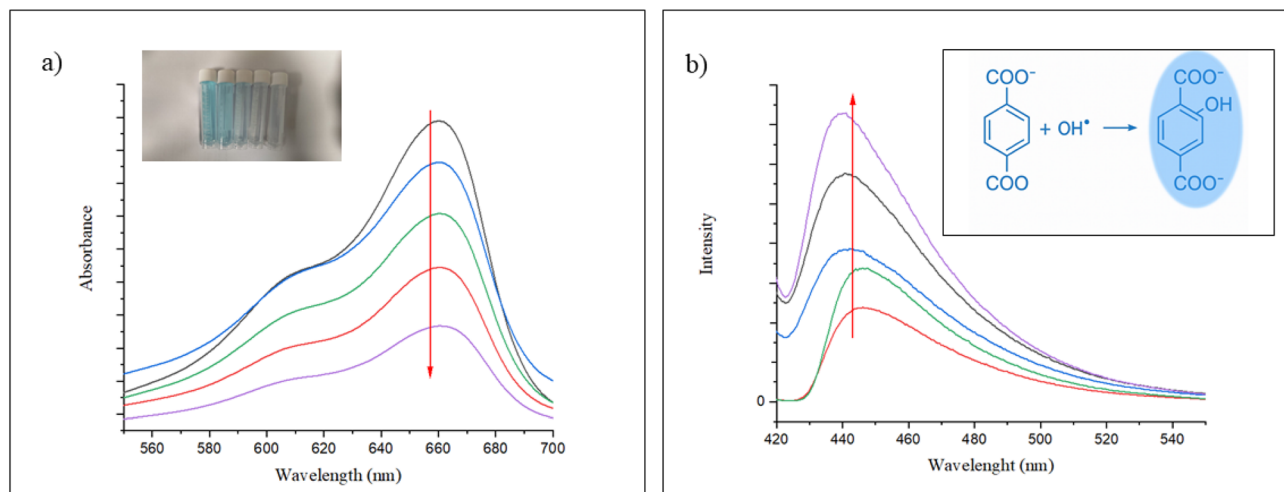 a)
Absorbance
560 580 600 620 640 660 680 700
Wavelength (nm)
b)
COO⁻
COO
+ OH•
COO⁻
OH
COO⁻
Intensity
0
420 440 460 480 500 520 540
Wavelenght (nm)